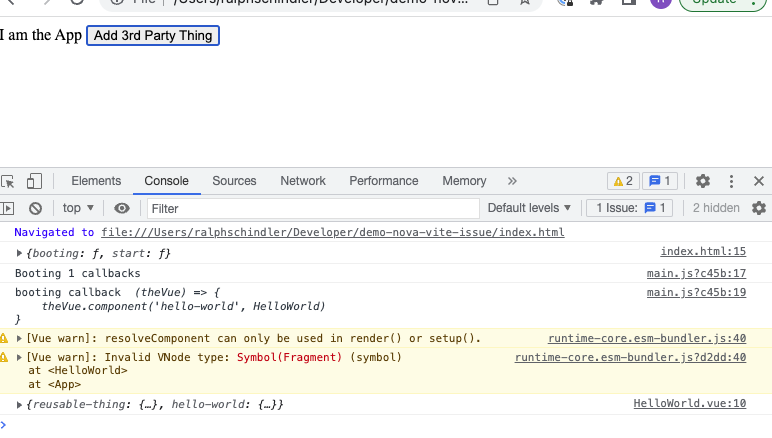 File /Users/ralphschindler/Developer/demo-nov... Update
I am the App Add 3rd Party Thing
Elements Console Sources Network Performance Memory » 2 1
top ▼ Filter Default levels ▼ 1 Issue: 1 2 hidden
Navigated to file:///Users/ralphschindler/Developer/demo-nova-vite-issue/index.html
▶{booting: ƒ, start: ƒ} index.html:15
Booting 1 callbacks main.js?c45b:17
booting callback (theVue) => { main.js?c45b:19
theVue.component('hello-world', HelloWorld)
}
▶[Vue warn]: resolveComponent can only be used in render() or setup(). runtime-core.esm-bundler.js:40
▶[Vue warn]: Invalid VNode type: Symbol(Fragment) (symbol) runtime-core.esm-bundler.js?d2dd:40
at <HelloWorld>
at <App>
▶{reusable-thing: {…}, hello-world: {…}} HelloWorld.vue:10
>